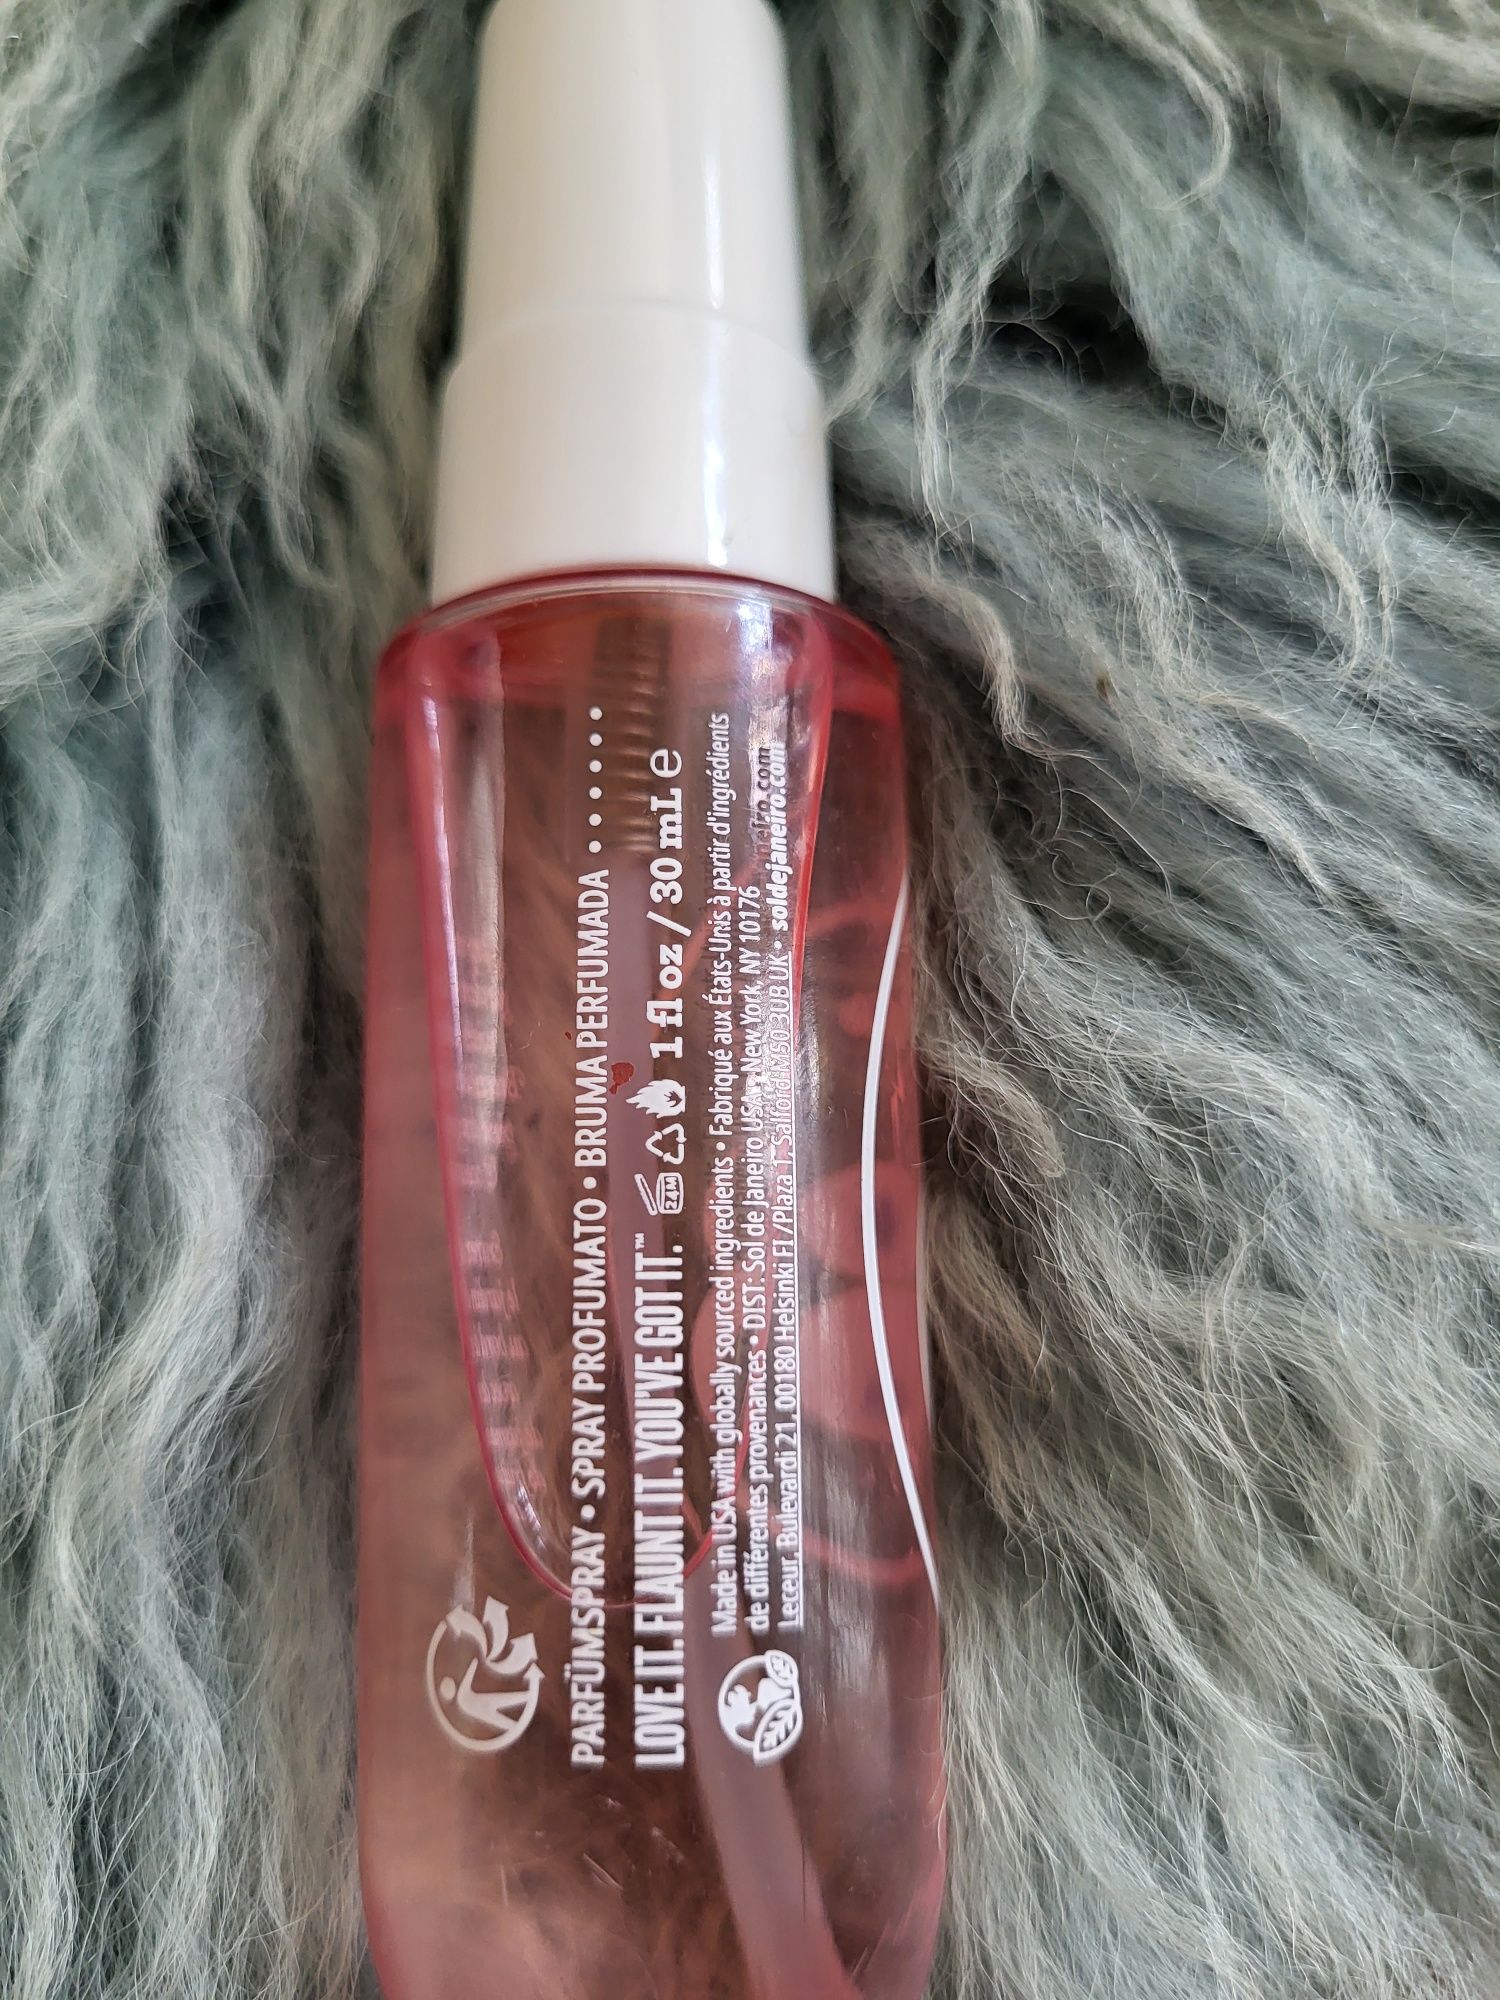 PARFÜMSPRAY • SPRAY PROFUMATO • BRUMA PERFUMADA
LOVE IT. FLAUNT IT. YOU'VE GOT IT.™ 24M 1 fl oz / 30 mL e
Made in USA with globally sourced ingredients • Fabriqué aux États-Unis à partir d'ingrédients
de différentes provenances • DIST: Sol de Janeiro USA, New York, NY 10176
Leceur, Bulevardi 21, 00180 Helsinki FI / Plaza 1, Salford M50 3UB UK • soldejaneiro.com